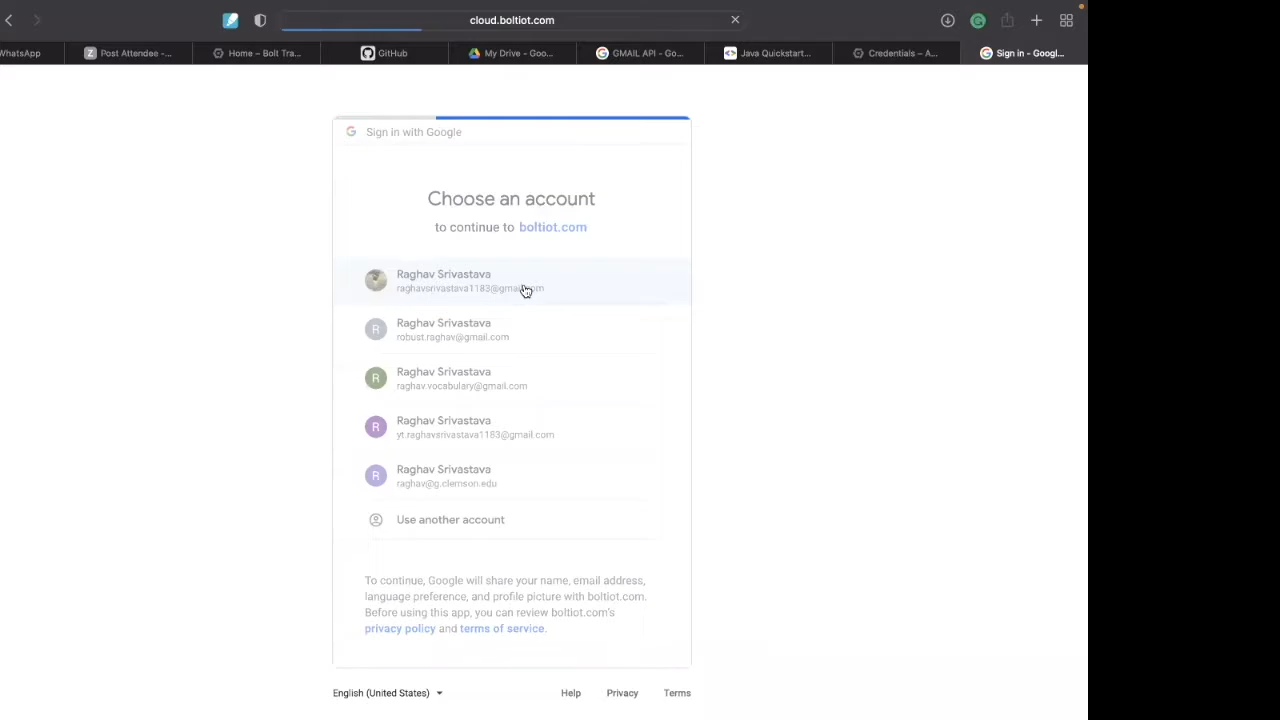 cloud.boltiot.com
WhatsApp
Post Attendee -...
Home – Bolt Tra...
GitHub
My Drive - Goo...
GMAIL API - Go...
Java Quickstart...
Credentials – A...
Sign in - Googl...
Sign in with Google
Choose an account
to continue to boltiot.com
Raghav Srivastava
raghavsrivastava1183@gmail.com
R
Raghav Srivastava
robust.raghav@gmail.com
R
Raghav Srivastava
raghav.vocabulary@gmail.com
R
Raghav Srivastava
yt.raghavsrivastava1183@gmail.com
R
Raghav Srivastava
raghav@g.clemson.edu
Use another account
To continue, Google will share your name, email address,
language preference, and profile picture with boltiot.com.
Before using this app, you can review boltiot.com's
privacy policy and terms of service.
English (United States)
Help
Privacy
Terms